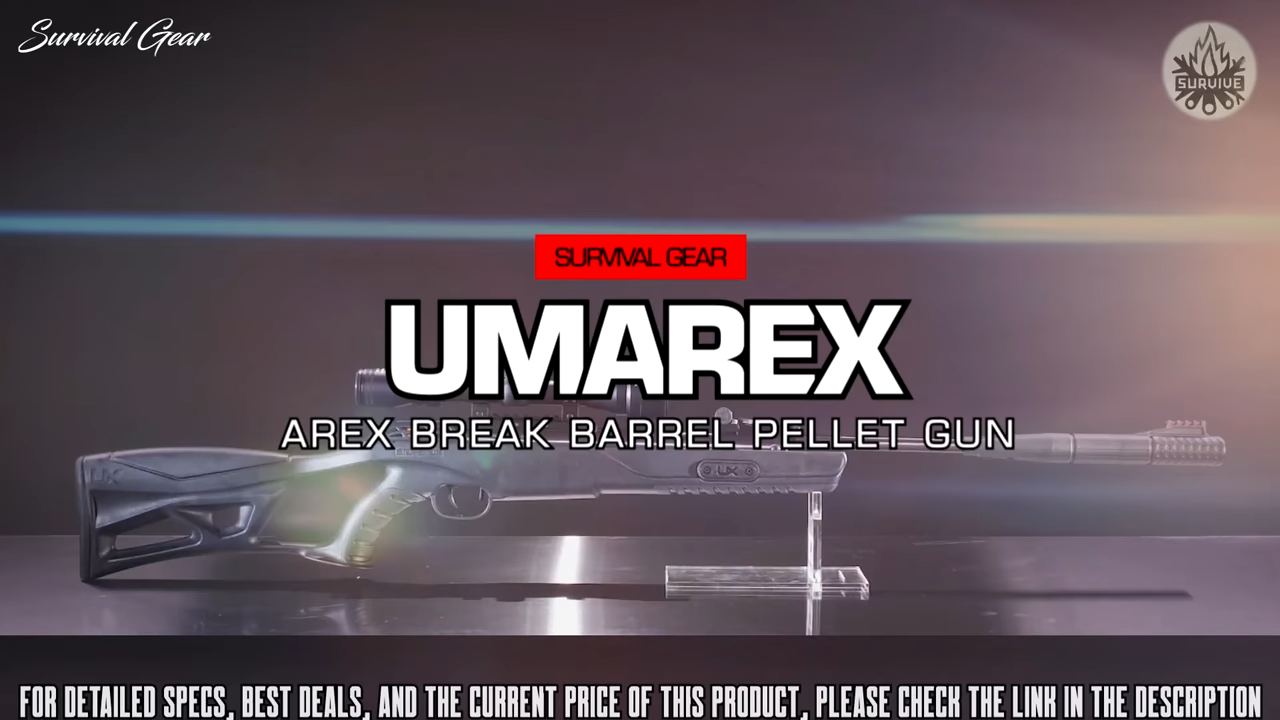 Survival Gear
SURVIVE
SURVIVAL GEAR
UMAREX
AREX BREAK BARREL PELLET GUN
UX
UX
FOR DETAILED SPECS, BEST DEALS, AND THE CURRENT PRICE OF THIS PRODUCT, PLEASE CHECK THE LINK IN THE DESCRIPTION